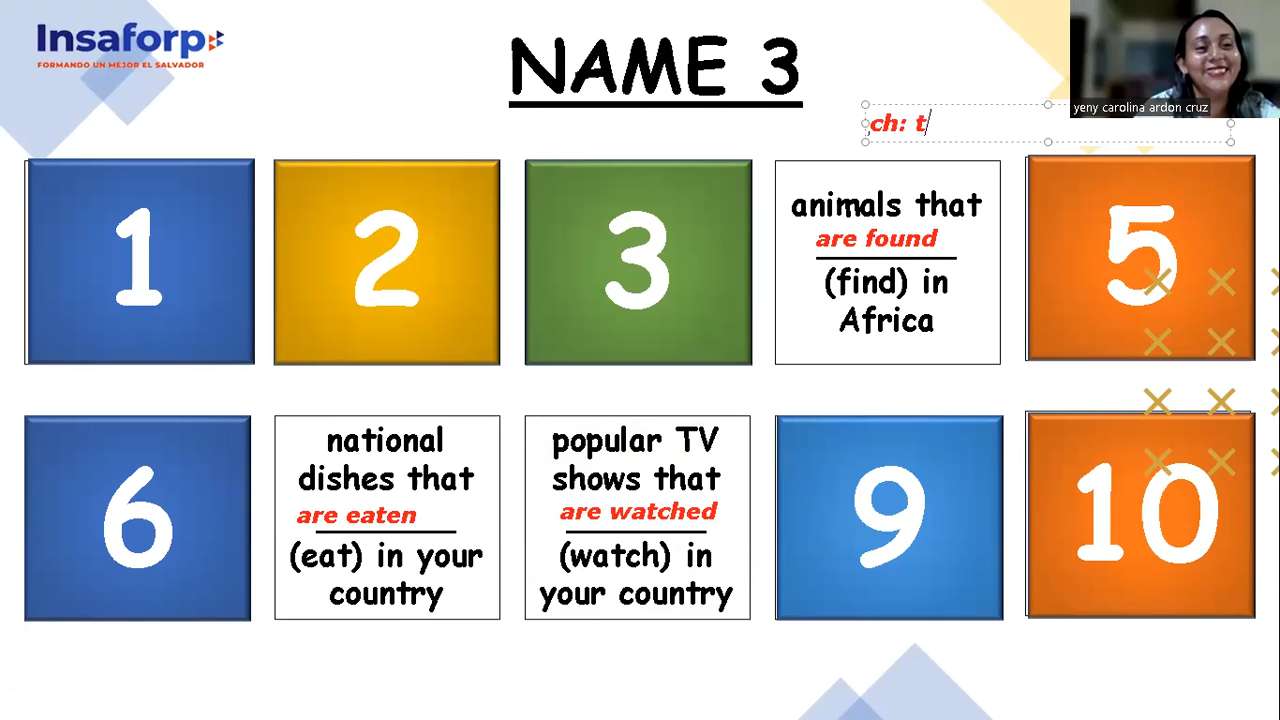 Insaforp
FORMANDO UN MEJOR EL SALVADOR
NAME 3
yeny carolina ardon cruz
ch: t
1
2
3
animals that
are found
(find) in
Africa
5
6
national
dishes that
are eaten
(eat) in your
country
popular TV
shows that
are watched
(watch) in
your country
9
10